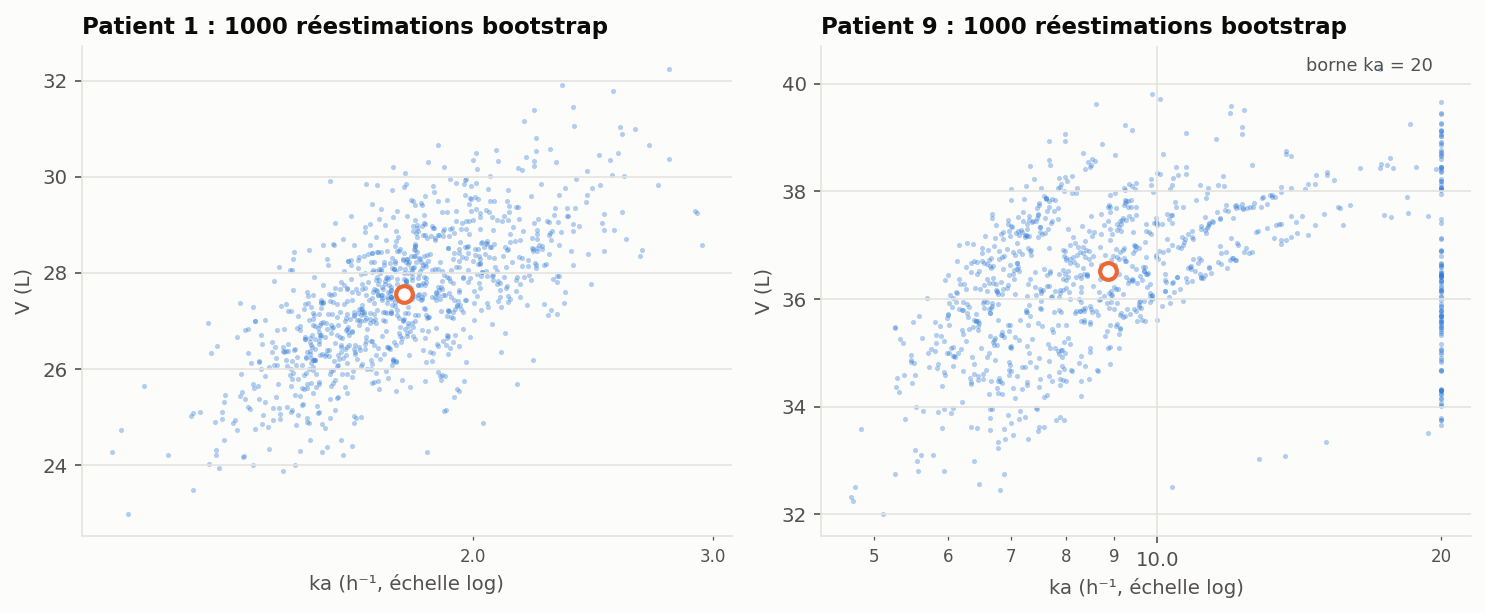 Patient 1 : 1000 réestimations bootstrap
32
30
28
26
24
V (L)
2.0
3.0
ka (h⁻¹, échelle log)
Patient 9 : 1000 réestimations bootstrap
borne ka = 20
40
38
36
34
32
V (L)
5
6
7
8
9
10.0
20
ka (h⁻¹, échelle log)